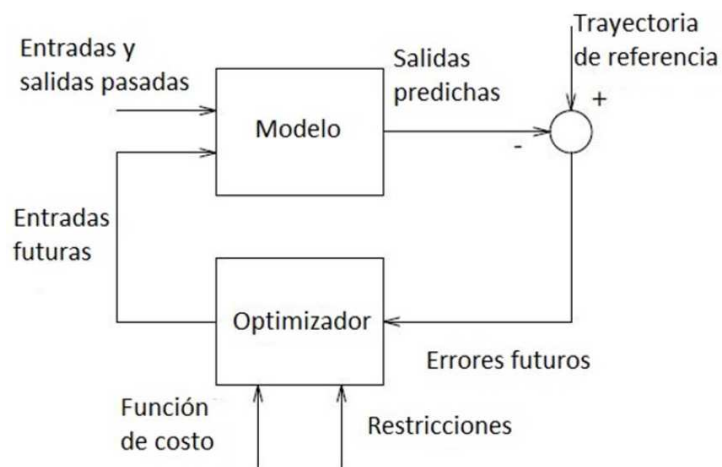 Entradas y
salidas pasadas
Modelo
Salidas
predichas
Trayectoria
de referencia
+
-
Entradas
futuras
Optimizador
Errores futuros
Función
de costo
Restricciones